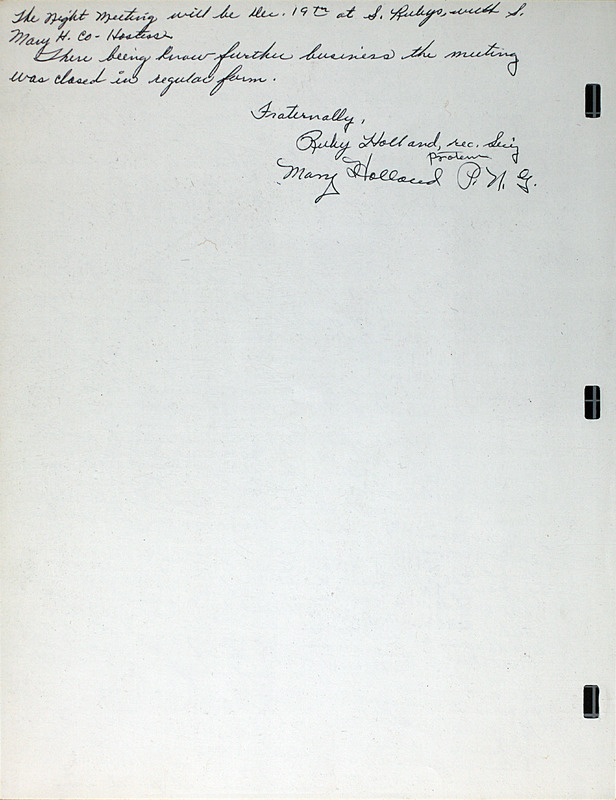 The Night Meeting will be Dec. 19th at S. Rubys, with S.
Mary H. Co-Hostess
There being know further business the meeting
was closed in regular form.
Fraternally,
Ruby Holland, rec. Seig
protem
Mary Holland P. N. G.